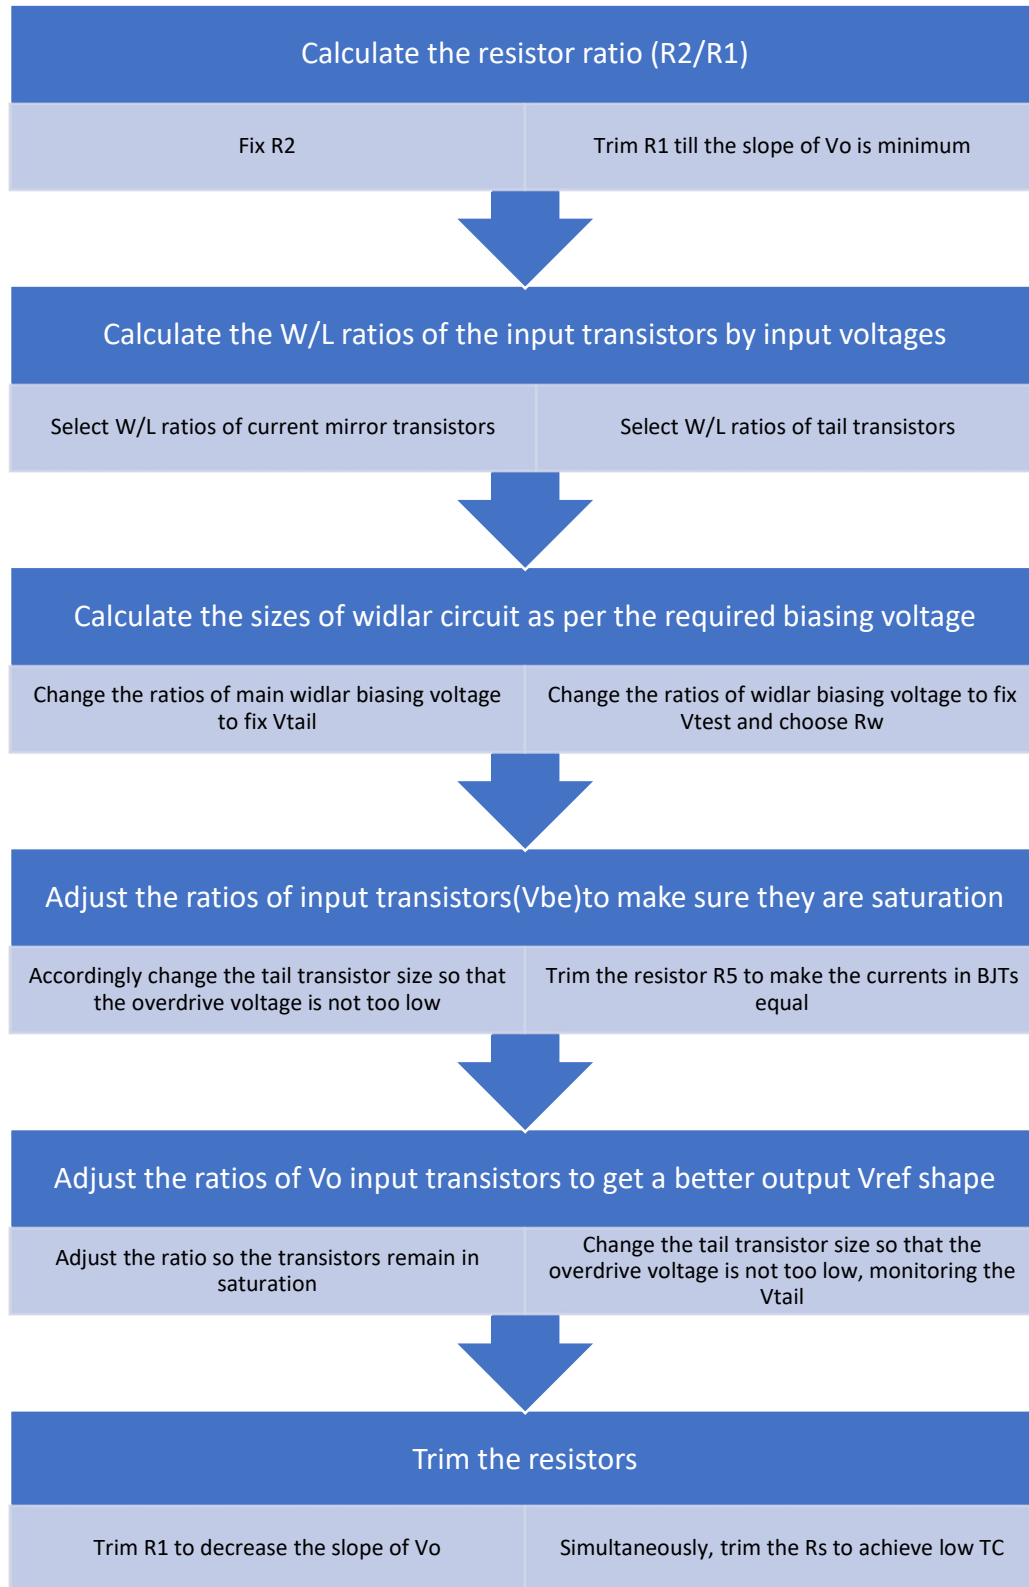 Calculate the resistor ratio (R2/R1)
Fix R2
Trim R1 till the slope of Vo is minimum
Calculate the W/L ratios of the input transistors by input voltages
Select W/L ratios of current mirror transistors
Select W/L ratios of tail transistors
Calculate the sizes of widlar circuit as per the required biasing voltage
Change the ratios of main widlar biasing voltage
to fix Vtail
Change the ratios of widlar biasing voltage to fix
Vtest and choose Rw
Adjust the ratios of input transistors(Vbe)to make sure they are saturation
Accordingly change the tail transistor size so that
the overdrive voltage is not too low
Trim the resistor R5 to make the currents in BJTs
equal
Adjust the ratios of Vo input transistors to get a better output Vref shape
Adjust the ratio so the transistors remain in
saturation
Change the tail transistor size so that the
overdrive voltage is not too low, monitoring the
Vtail
Trim the resistors
Trim R1 to decrease the slope of Vo
Simultaneously, trim the Rs to achieve low TC